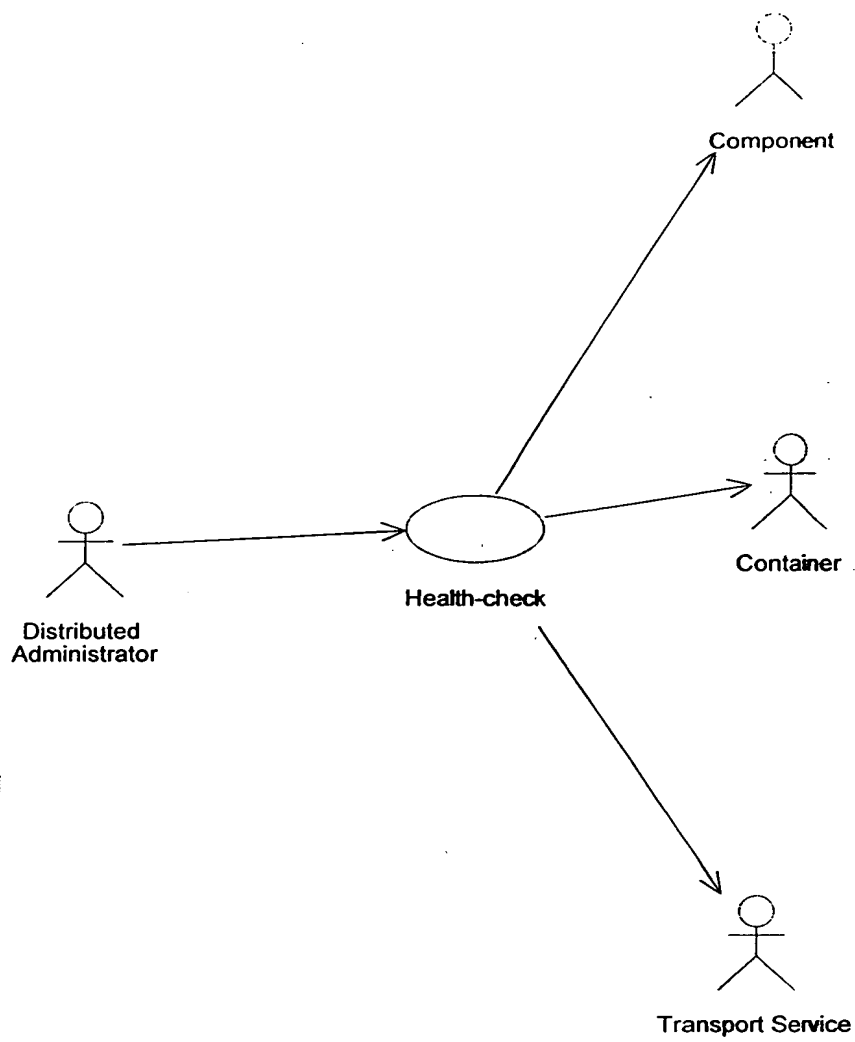 Component
Container
Health-check
Distributed
Administrator
Transport Service